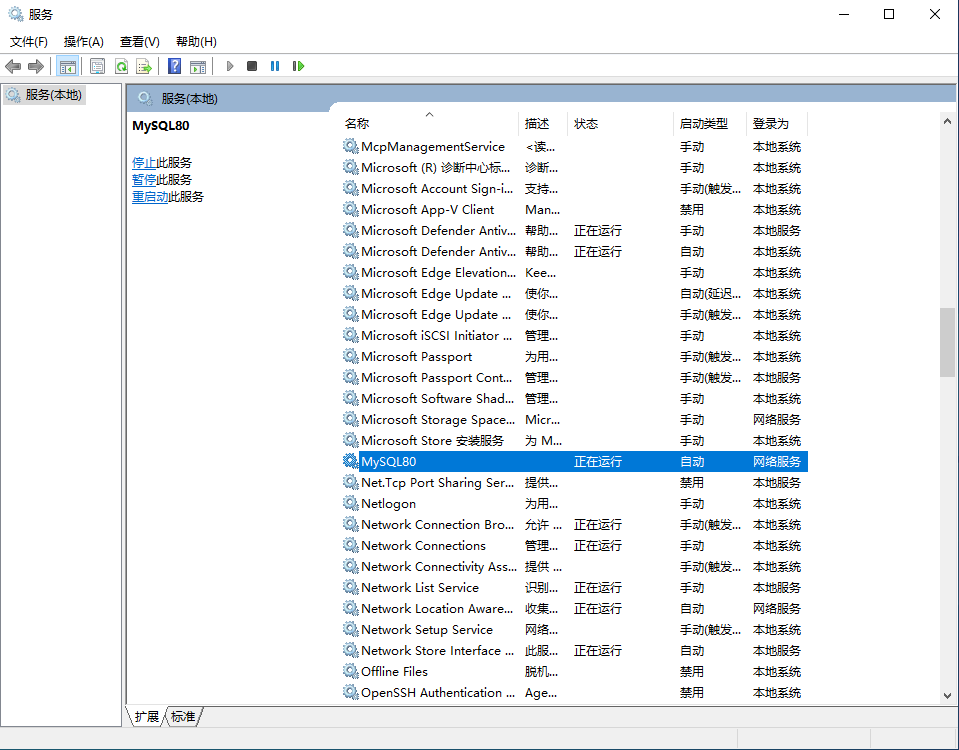 服务
文件(F) 操作(A) 查看(V) 帮助(H)
服务(本地)
服务(本地)
MySQL80
停止此服务
暂停此服务
重启动此服务
名称 描述 状态 启动类型 登录为
McpManagementService <读... 手动 本地系统
Microsoft (R) 诊断中心标... 诊断... 手动 本地系统
Microsoft Account Sign-i... 支持... 手动(触发... 本地系统
Microsoft App-V Client Man... 禁用 本地系统
Microsoft Defender Antiv... 帮助... 正在运行 手动 本地服务
Microsoft Defender Antiv... 帮助... 正在运行 自动 本地系统
Microsoft Edge Elevation... Kee... 手动 本地系统
Microsoft Edge Update ... 使你... 自动(延迟... 本地系统
Microsoft Edge Update ... 使你... 手动(触发... 本地系统
Microsoft iSCSI Initiator ... 管理... 手动 本地系统
Microsoft Passport 为用... 手动(触发... 本地系统
Microsoft Passport Cont... 管理... 手动(触发... 本地服务
Microsoft Software Shad... 管理... 手动 本地系统
Microsoft Storage Space... Micr... 手动 网络服务
Microsoft Store 安装服务 为 M... 手动 本地系统
MySQL80 正在运行 自动 网络服务
Net.Tcp Port Sharing Ser... 提供... 禁用 本地服务
Netlogon 为用... 手动 本地系统
Network Connection Bro... 允许 ... 正在运行 手动(触发... 本地系统
Network Connections 管理... 正在运行 手动 本地系统
Network Connectivity Ass... 提供 ... 手动(触发... 本地系统
Network List Service 识别... 正在运行 手动 本地服务
Network Location Aware... 收集... 正在运行 自动 网络服务
Network Setup Service 网络... 手动(触发... 本地系统
Network Store Interface ... 此服... 正在运行 自动 本地服务
Offline Files 脱机... 禁用 本地系统
OpenSSH Authentication ... Age... 禁用 本地系统
扩展 标准